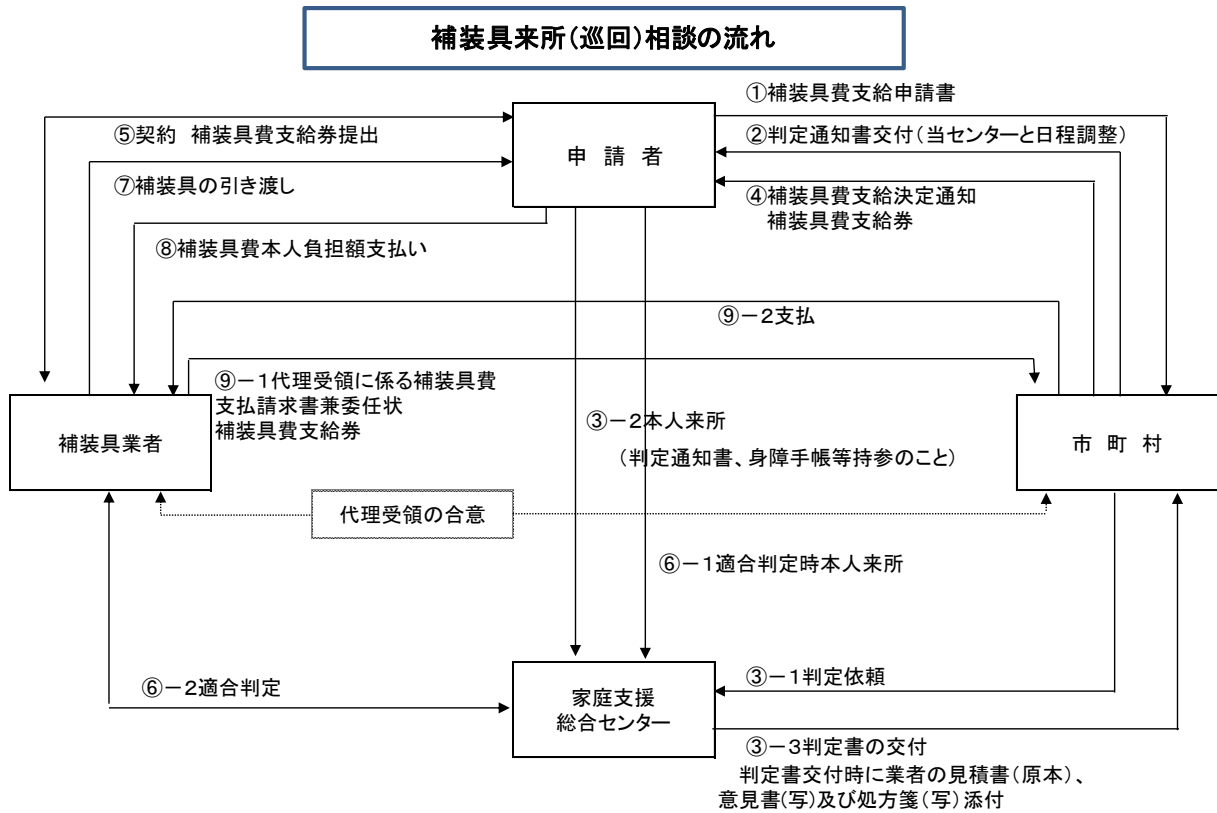 補装具来所（巡回）相談の流れ
①補装具費支給申請書
⑤契約　補装具費支給券提出
申　請　者
②判定通知書交付（当センターと日程調整）
⑦補装具の引き渡し
④補装具費支給決定通知
補装具費支給券
⑧補装具費本人負担額支払い
⑨－２支払
⑨－１代理受領に係る補装具費
支払請求書兼委任状
補装具費支給券
補装具業者
③－２本人来所
（判定通知書、身障手帳等持参のこと）
市　町　村
代理受領の合意
⑥－１適合判定時本人来所
⑥－２適合判定
家庭支援
総合センター
③－１判定依頼
③－３判定書の交付
判定書交付時に業者の見積書（原本）、
意見書（写）及び処方箋（写）添付